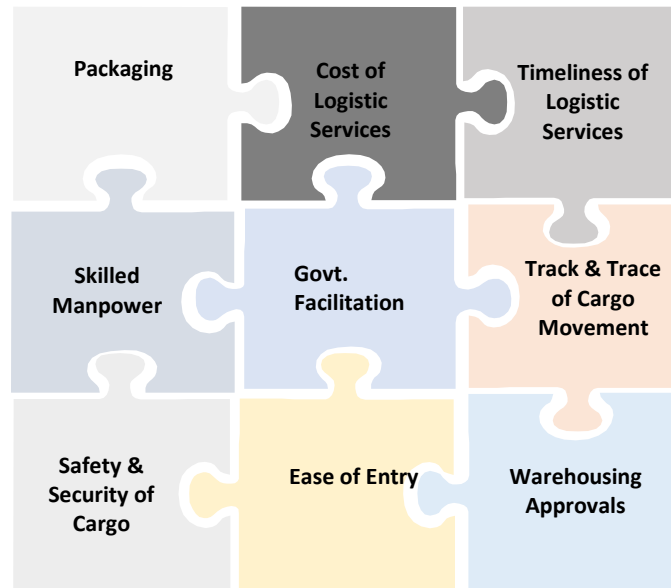 Packaging
Cost of
Logistic
Services
Timeliness of
Logistic
Services
Skilled
Manpower
Govt.
Facilitation
Track & Trace
of Cargo
Movement
Safety &
Security of
Cargo
Ease of Entry
Warehousing
Approvals